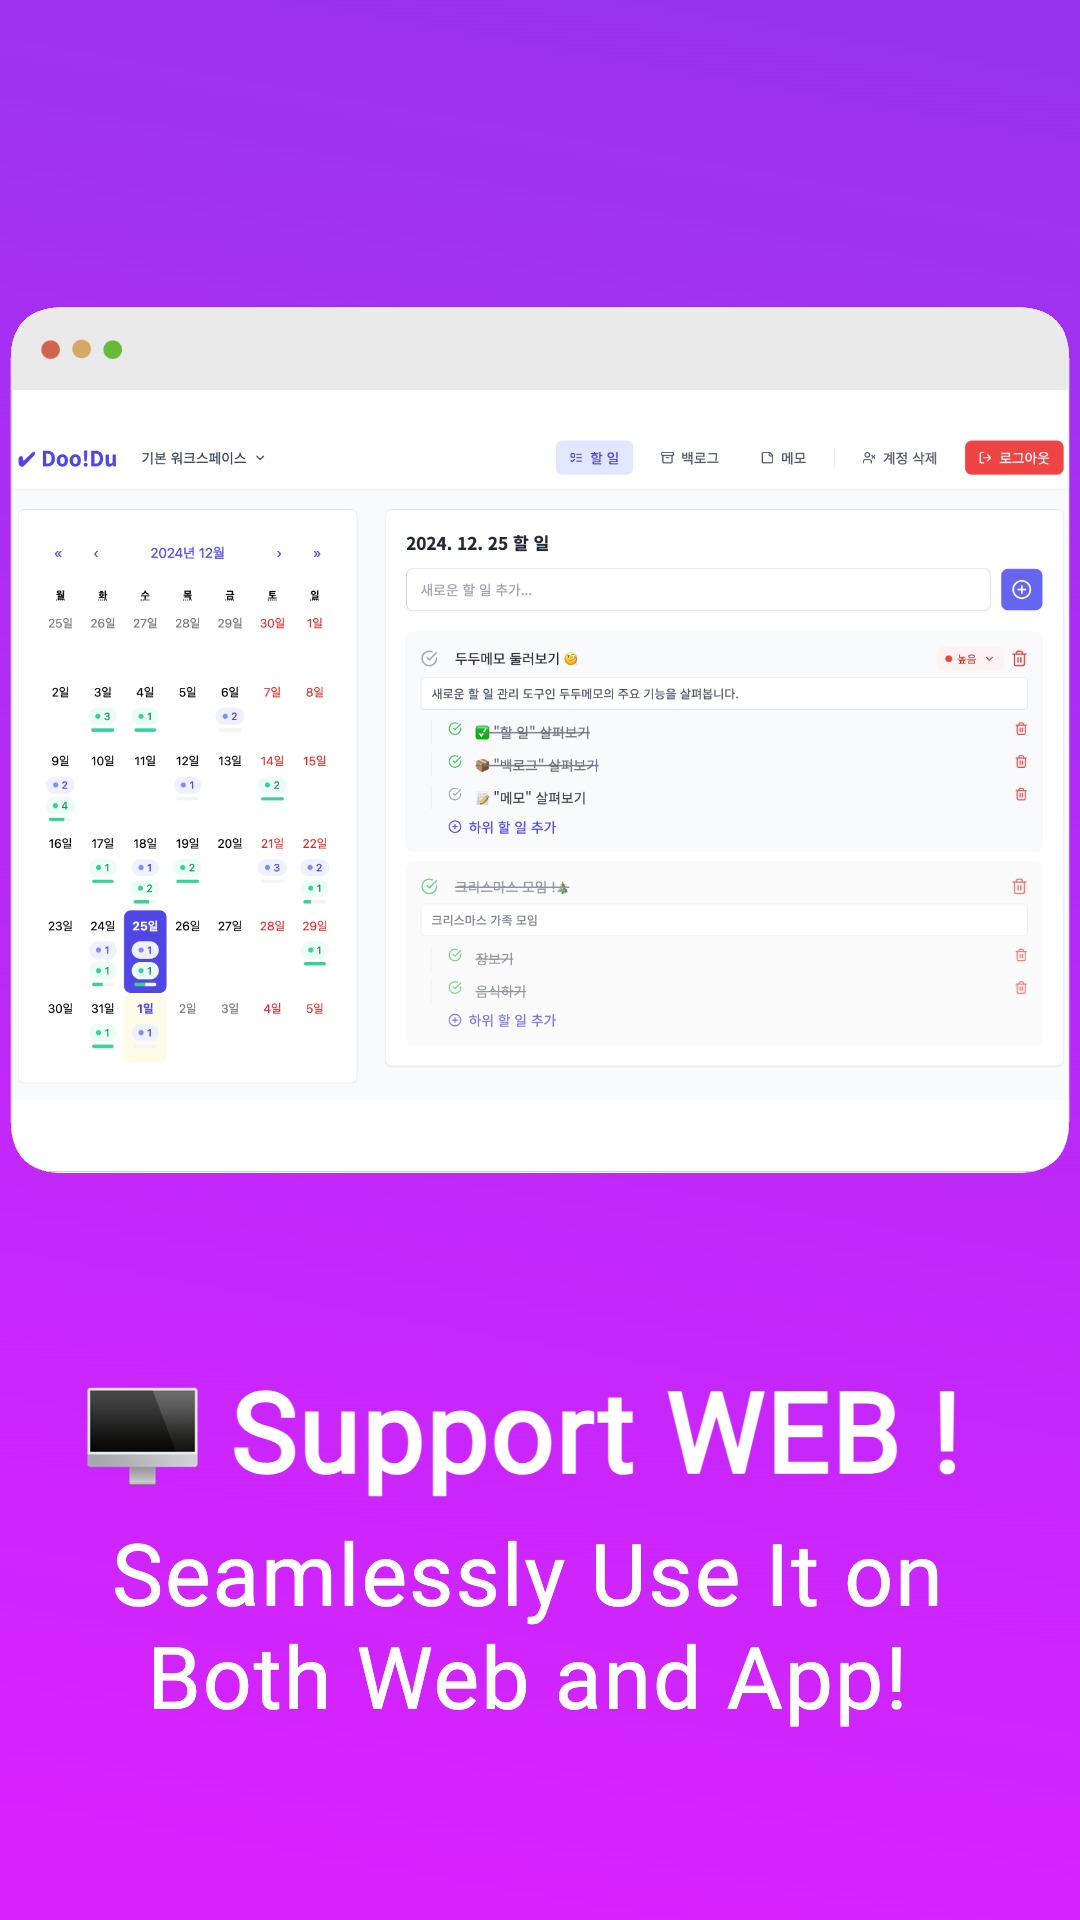 ✔ Doo!Du 기본 워크스페이스 할 일 백로그 메모 계정 삭제 로그아웃
« ‹ 2024년 12월 › »
월 화 수 목 금 토 일
25일 26일 27일 28일 29일 30일 1일
2일 3일 4일 5일 6일 7일 8일
3 1 2
9일 10일 11일 12일 13일 14일 15일
2 1 2
4
16일 17일 18일 19일 20일 21일 22일
1 1 2 3 2
2 1
23일 24일 25일 26일 27일 28일 29일
1 1 1
1 1
30일 31일 1일 2일 3일 4일 5일
1 1
2024. 12. 25 할 일
새로운 할 일 추가...
두두메모 둘러보기 🧐 높음
새로운 할 일 관리 도구인 두두메모의 주요 기능을 살펴봅니다.
✅ "할 일" 살펴보기
📦 "백로그" 살펴보기
📝 "메모" 살펴보기
하위 할 일 추가
크리스마스 모임 !🎄
크리스마스 가족 모임
장보기
음식하기
하위 할 일 추가
🖥️ Support WEB !
Seamlessly Use It on
Both Web and App!